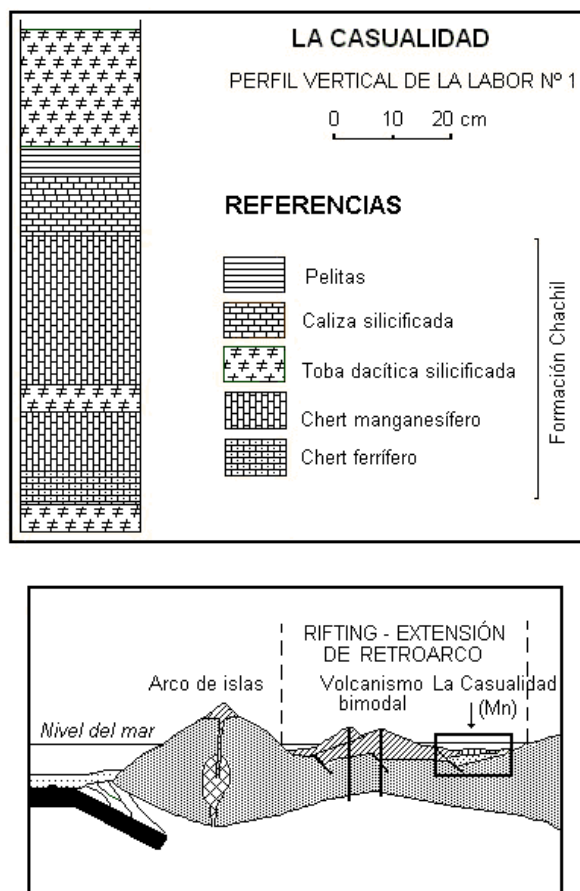 LA CASUALIDAD
PERFIL VERTICAL DE LA LABOR Nº 1
0 10 20 cm
REFERENCIAS
Pelitas
Caliza silicificada
Toba dacítica silicificada
Chert manganesífero
Chert ferrífero
Formación Chachil
RIFTING - EXTENSIÓN
DE RETROARCO
Arco de islas
Volcanismo
bimodal
La Casualidad
(Mn)
Nivel del mar